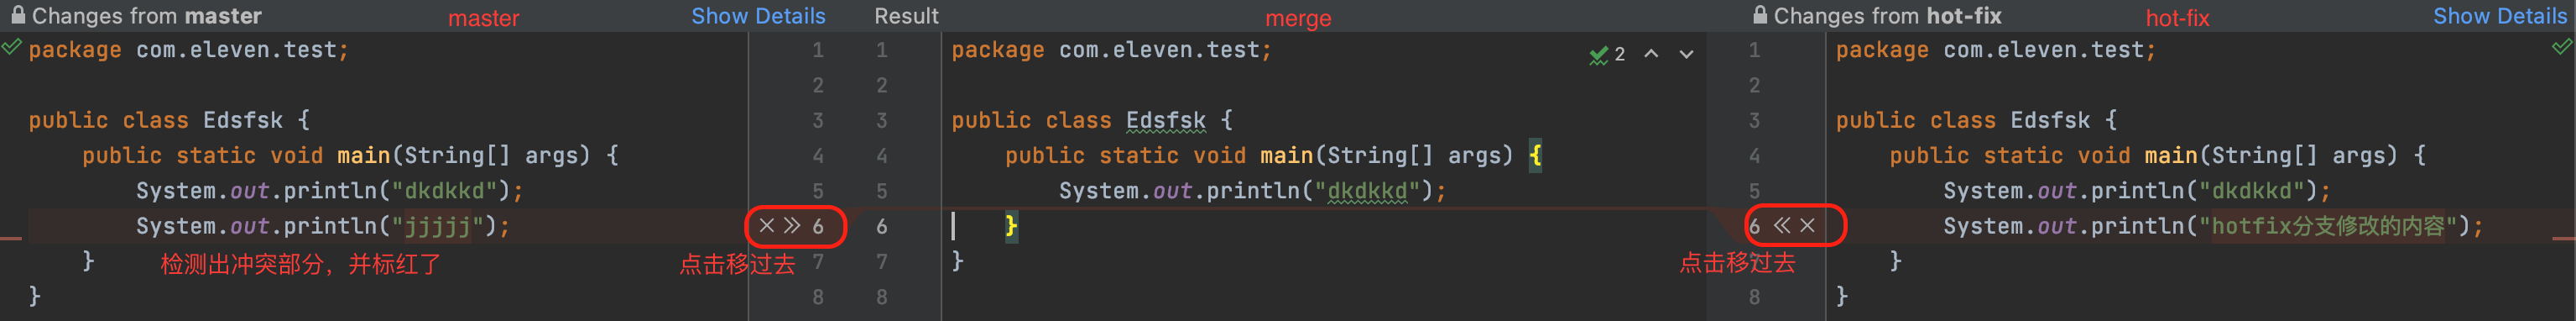 Changes from master master Show Details
package com.eleven.test; 1
2
public class Edsfsk { 3
public static void main(String[] args) { 4
System.out.println("dkdkkd"); 5
System.out.println("jjjjj"); 6
} 7
检测出冲突部分，并标红了 点击移过去
} 8
Result merge
1 package com.eleven.test; 2
2
3 public class Edsfsk {
4 public static void main(String[] args) {
5 System.out.println("dkdkkd");
6 }
7 }
8
Changes from hot-fix hot-fix Show Details
1 package com.eleven.test;
2
3 public class Edsfsk {
4 public static void main(String[] args) {
5 System.out.println("dkdkkd");
6 System.out.println("hotfix分支修改的内容");
点击移过去
7 }
8 }